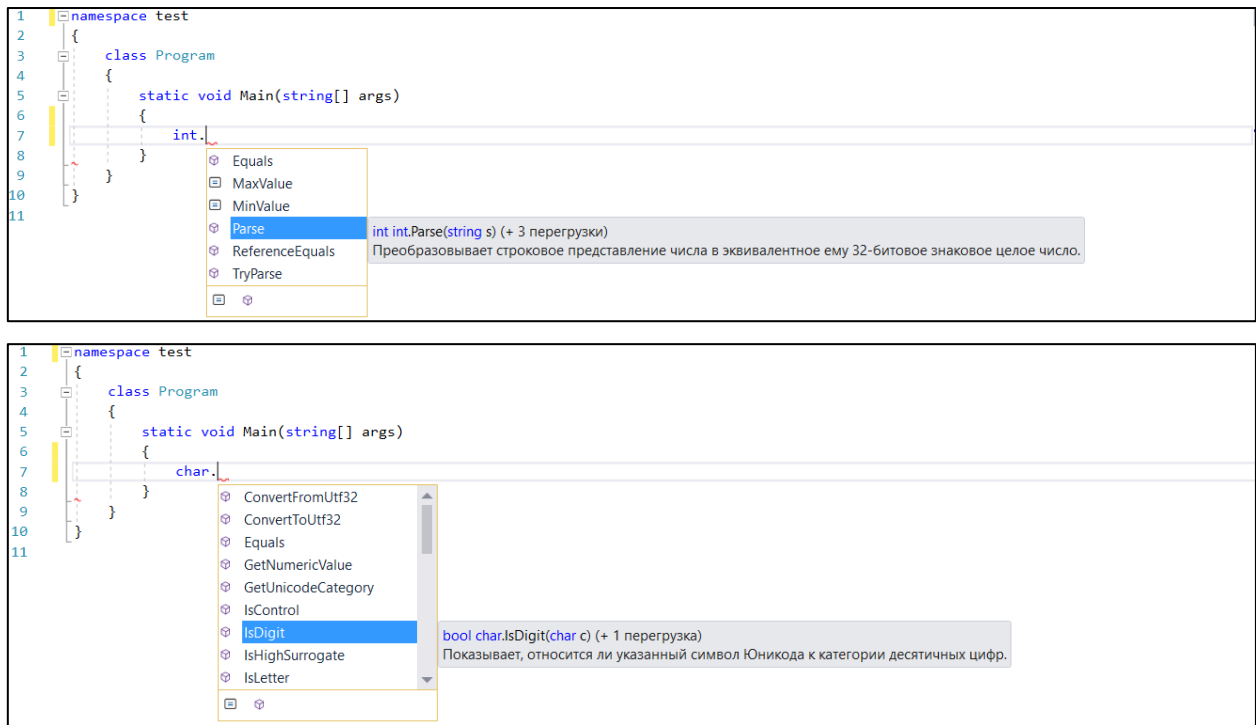 1 namespace test
2 {
3 class Program
4 {
5 static void Main(string[] args)
6 {
7 int.
8 }
9 }
10 }
11
Equals
MaxValue
MinValue
Parse
ReferenceEquals
TryParse
int int.Parse(string s) (+ 3 перегрузки)
Преобразовывает строковое представление числа в эквивалентное ему 32-битовое знаковое целое число.
1 namespace test
2 {
3 class Program
4 {
5 static void Main(string[] args)
6 {
7 char.
8 }
9 }
10 }
11
ConvertFromUtf32
ConvertToUtf32
Equals
GetNumericValue
GetUnicodeCategory
IsControl
IsDigit
IsHighSurrogate
IsLetter
bool char.IsDigit(char c) (+ 1 перегрузка)
Показывает, относится ли указанный символ Юникода к категории десятичных цифр.